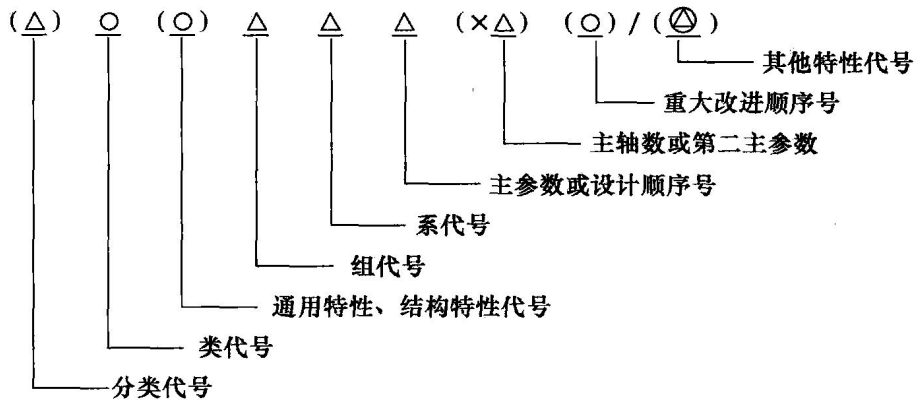 (△) ○ (○) △ △ △ (×△) (○) / (◎)
其他特性代号
重大改进顺序号
主轴数或第二主参数
主参数或设计顺序号
系代号
组代号
通用特性、结构特性代号
类代号
分类代号